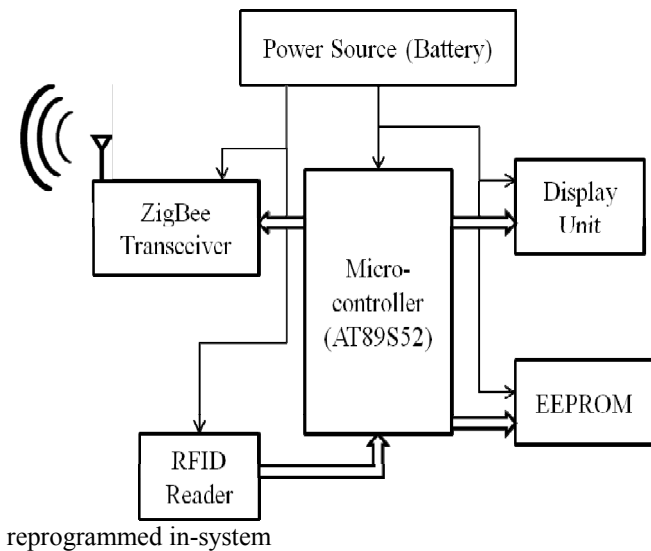 Power Source (Battery)
ZigBee
Transceiver
Display
Unit
Micro-
controller
(AT89S52)
EEPROM
RFID
Reader
reprogrammed in-system